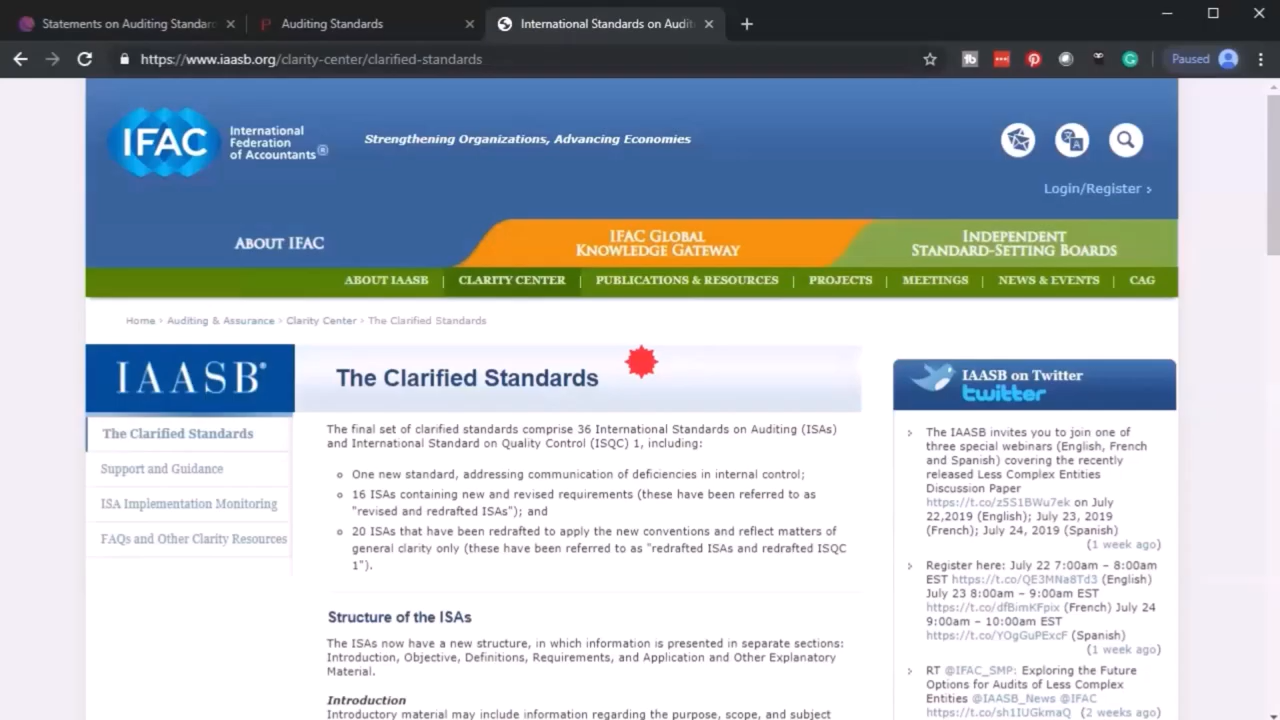 Statements on Auditing Standar
Auditing Standards
International Standards on Audit
https://www.iaasb.org/clarity-center/clarified-standards
Paused
IFAC
International
Federation
of Accountants®
Strengthening Organizations, Advancing Economies
Login/Register >
ABOUT IFAC
IFAC GLOBAL
KNOWLEDGE GATEWAY
INDEPENDENT
STANDARD-SETTING BOARDS
ABOUT IAASB | CLARITY CENTER | PUBLICATIONS & RESOURCES | PROJECTS | MEETINGS | NEWS & EVENTS | CAG
Home > Auditing & Assurance > Clarity Center > The Clarified Standards
IAASB®
The Clarified Standards
Support and Guidance
ISA Implementation Monitoring
FAQs and Other Clarity Resources
The Clarified Standards
The final set of clarified standards comprise 36 International Standards on Auditing (ISAs)
and International Standard on Quality Control (ISQC) 1, including:
One new standard, addressing communication of deficiencies in internal control;
16 ISAs containing new and revised requirements (these have been referred to as
"revised and redrafted ISAs"); and
20 ISAs that have been redrafted to apply the new conventions and reflect matters of
general clarity only (these have been referred to as "redrafted ISAs and redrafted ISQC
1").
Structure of the ISAs
The ISAs now have a new structure, in which information is presented in separate sections:
Introduction, Objective, Definitions, Requirements, and Application and Other Explanatory
Material.
Introduction
Introductory material may include information regarding the purpose, scope, and subject
IAASB on Twitter
twitter
The IAASB invites you to join one of
three special webinars (English, French
and Spanish) covering the recently
released Less Complex Entities
Discussion Paper
https://t.co/z5S1BWu7ek on July
22,2019 (English); July 23, 2019
(French); July 24, 2019 (Spanish)
(1 week ago)
Register here: July 22 7:00am – 8:00am
EST https://t.co/QE3MNa8Td3 (English)
July 23 8:00am – 9:00am EST
https://t.co/dfBimKFpix (French) July 24
9:00am – 10:00am EST
https://t.co/YOgGuPExcF (Spanish)
(1 week ago)
RT @IFAC_SMP: Exploring the Future
Options for Audits of Less Complex
Entities @IAASB_News @IFAC
https://t.co/sh1IUGkmaQ (2 weeks ago)